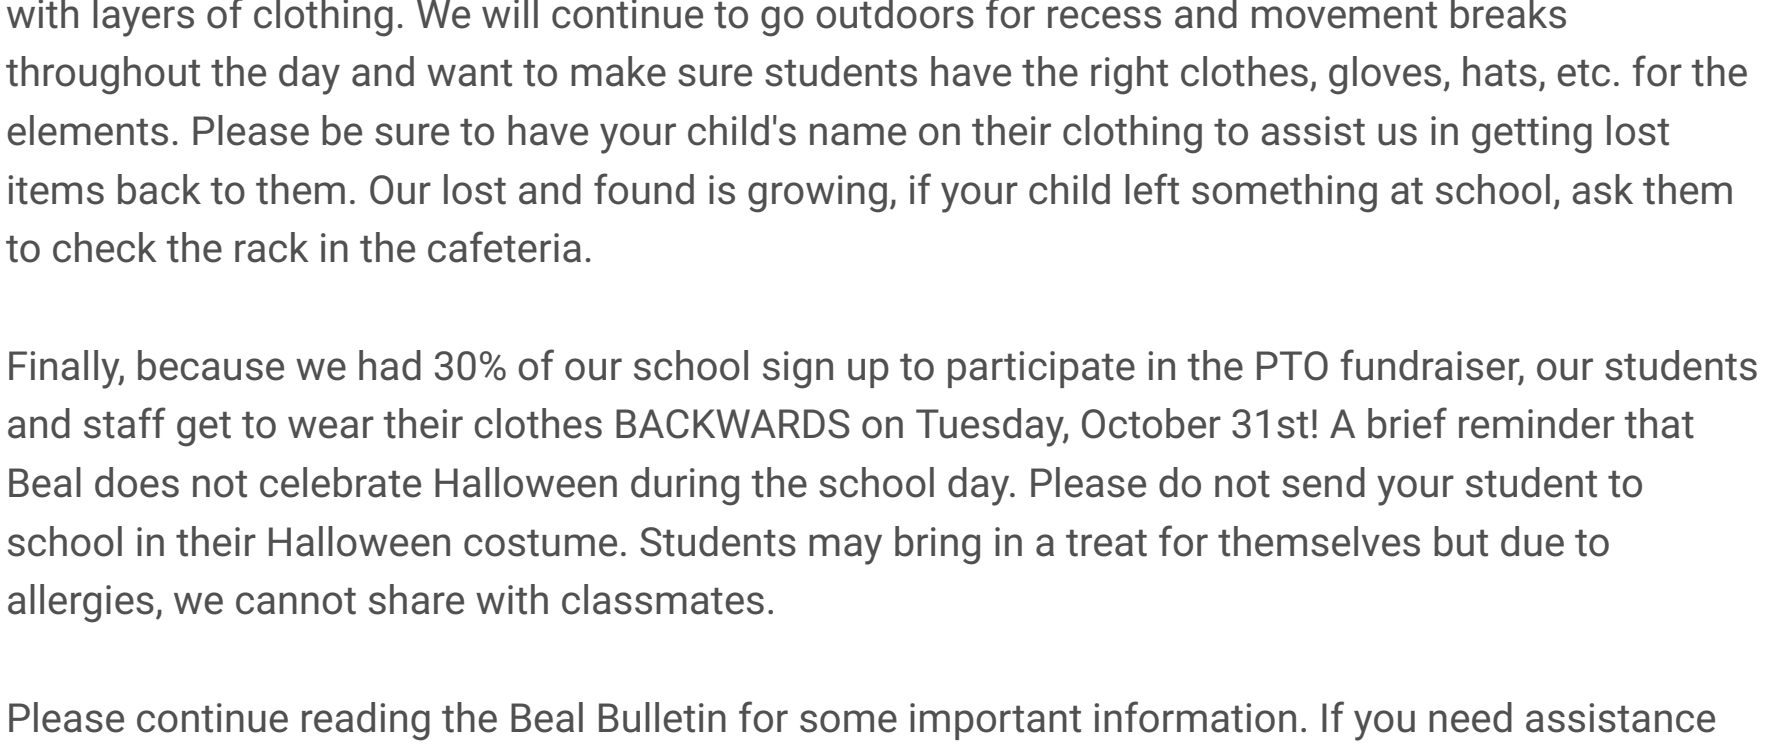 with layers of clothing. We will continue to go outdoors for recess and movement breaks
throughout the day and want to make sure students have the right clothes, gloves, hats, etc. for the
elements. Please be sure to have your child's name on their clothing to assist us in getting lost
items back to them. Our lost and found is growing, if your child left something at school, ask them
to check the rack in the cafeteria.
Finally, because we had 30% of our school sign up to participate in the PTO fundraiser, our students
and staff get to wear their clothes BACKWARDS on Tuesday, October 31st! A brief reminder that
Beal does not celebrate Halloween during the school day. Please do not send your student to
school in their Halloween costume. Students may bring in a treat for themselves but due to
allergies, we cannot share with classmates.
Please continue reading the Beal Bulletin for some important information. If you need assistance